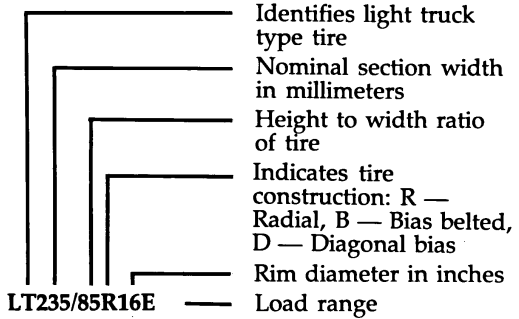 Identifies light truck
type tire
Nominal section width
in millimeters
Height to width ratio
of tire
Indicates tire
construction: R —
Radial, B — Bias belted,
D — Diagonal bias
Rim diameter in inches
LT235/85R16E — Load range